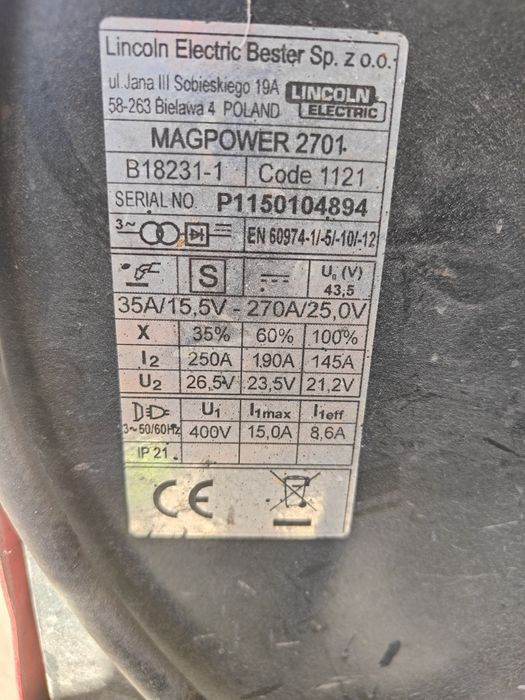 Lincoln Electric Bester Sp. z o.o.
ul.Jana III Sobieskiego 19A
58-263 Bielawa 4 POLAND
LINCOLN
ELECTRIC
MAGPOWER 2701
B18231-1 Code 1121
SERIAL NO. P1150104894
3~ EN 60974-1/-5/-10/-12
S U₀ (V)
43,5
35A/15,5V - 270A/25,0V
X 35% 60% 100%
I2 250A 190A 145A
U2 26,5V 23,5V 21,2V
U1 I1max I1eff
3~50/60Hz 400V 15,0A 8,6A
IP 21
CE